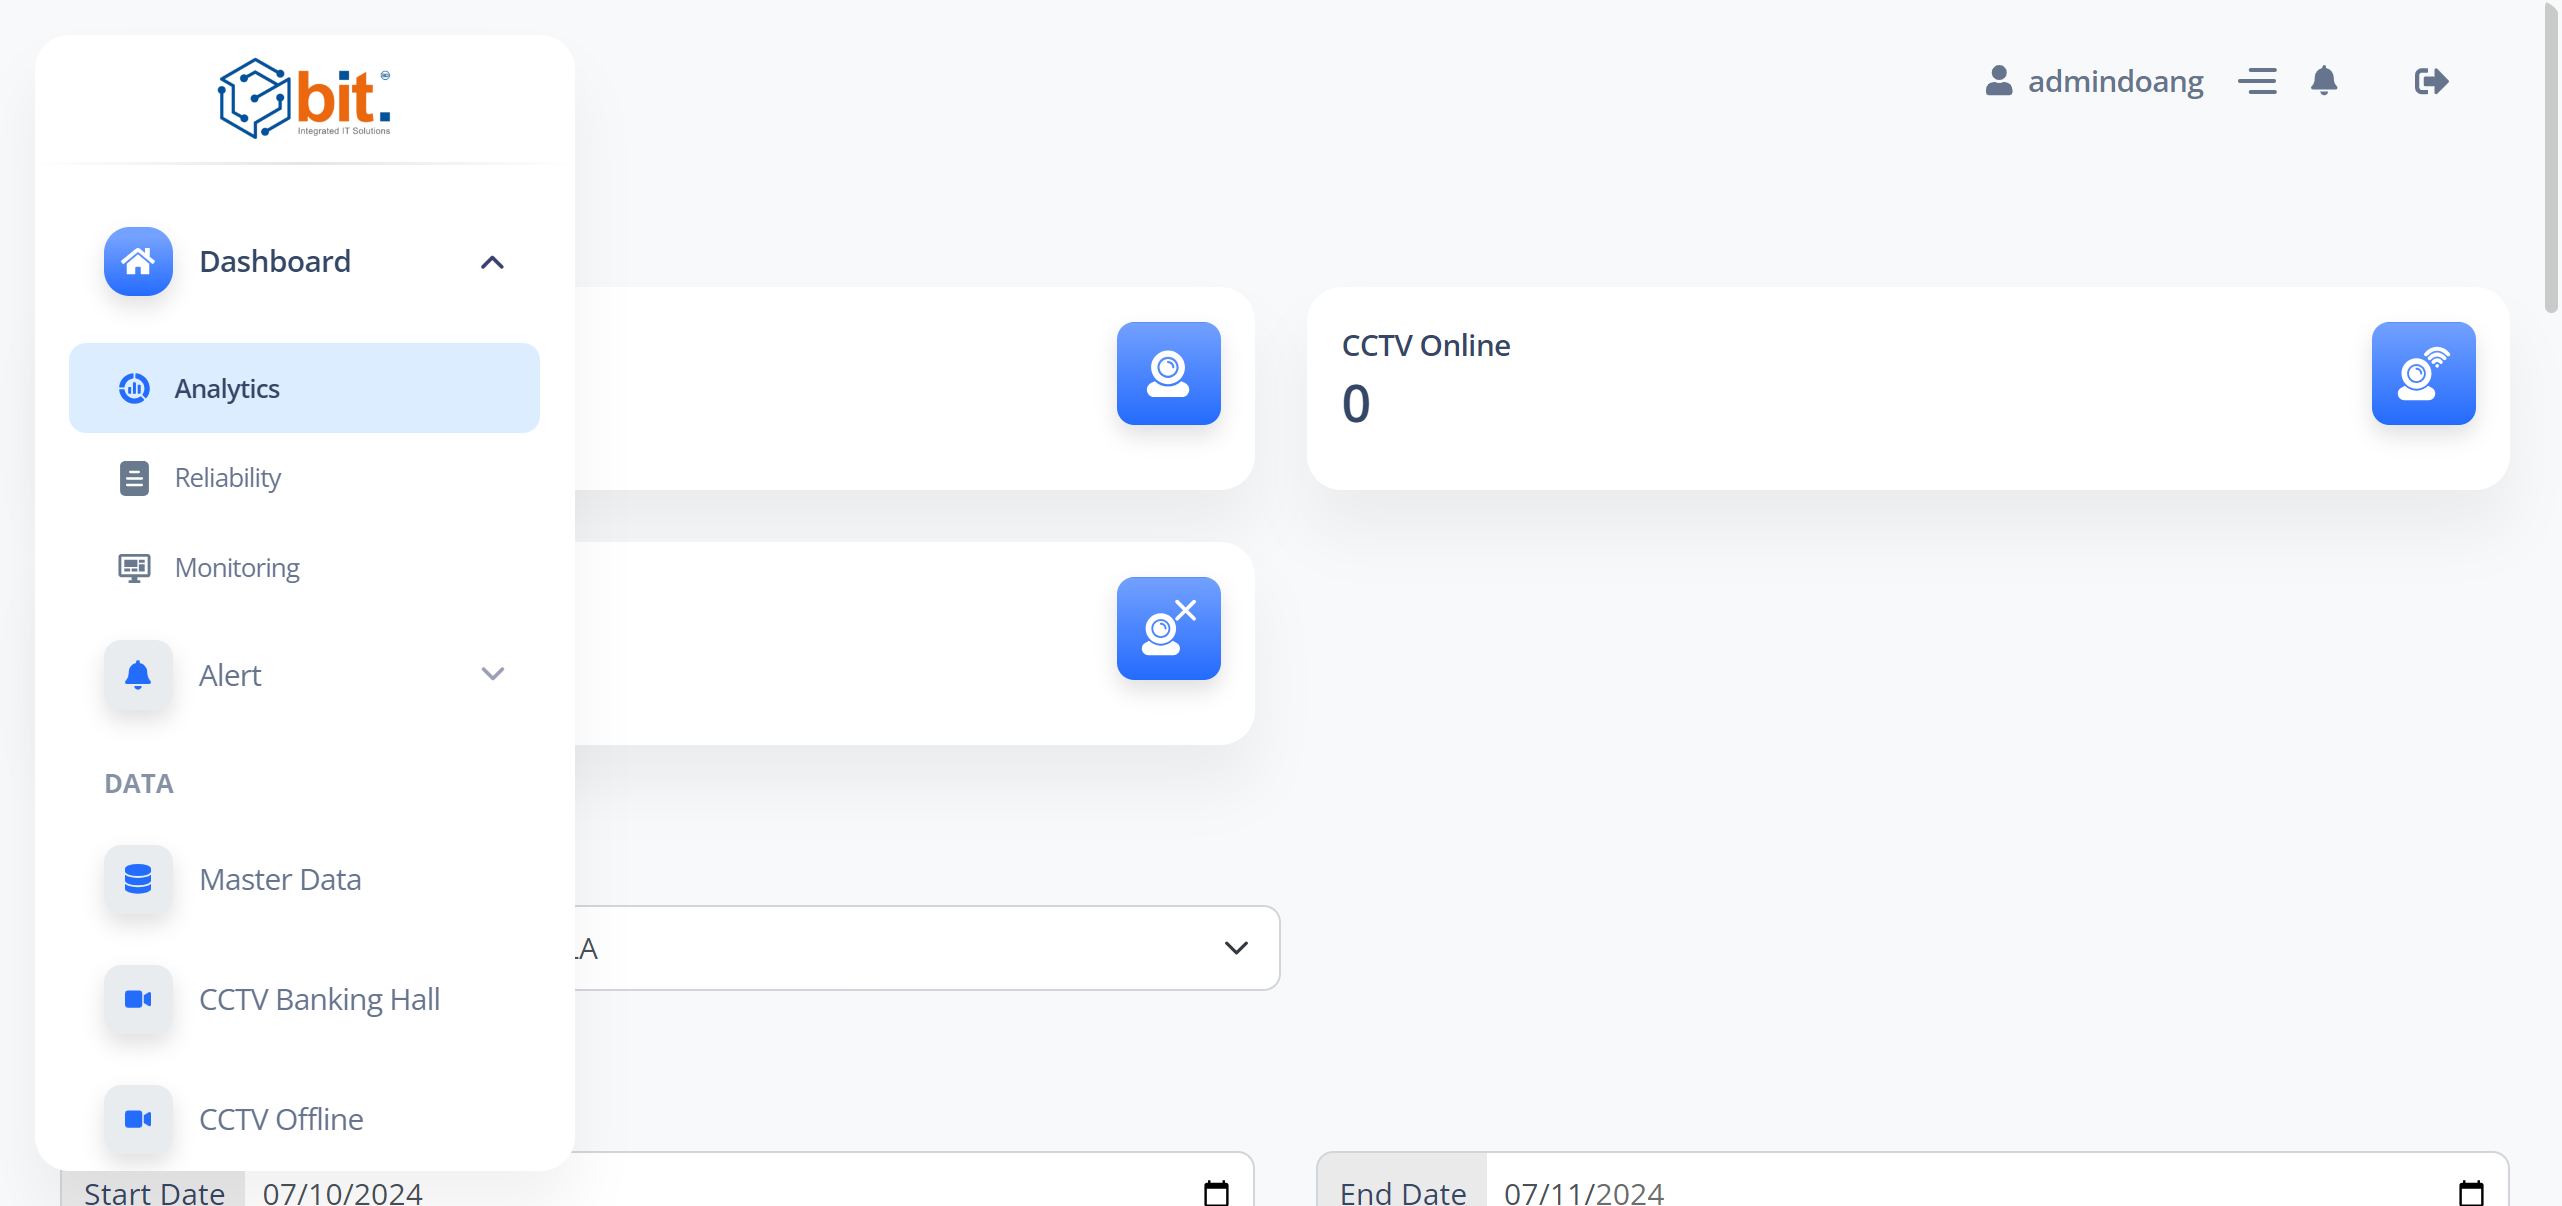 bit.
Integrated IT Solutions
admindoang
Dashboard
Analytics
Reliability
Monitoring
Alert
DATA
Master Data
CCTV Banking Hall
CCTV Offline
CCTV Online
0
LA
Start Date 07/10/2024
End Date 07/11/2024